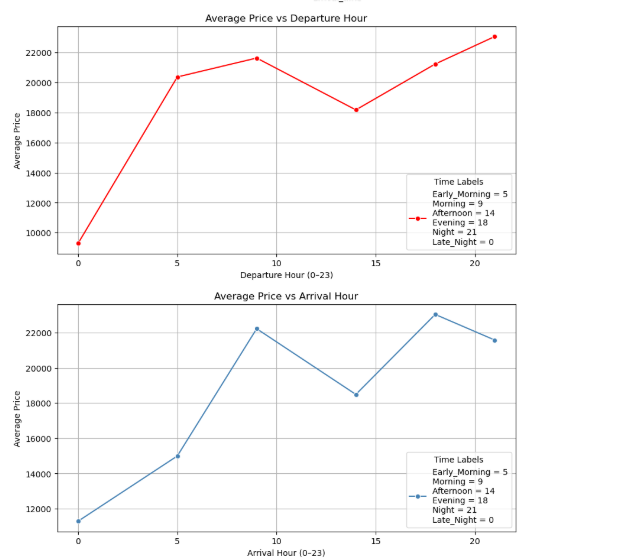 Average Price vs Departure Hour
22000
20000
18000
16000
14000
12000
10000
Average Price
Time Labels
Early_Morning = 5
Morning = 9
Afternoon = 14
Evening = 18
Night = 21
Late_Night = 0
0 5 10 15 20
Departure Hour (0–23)
Average Price vs Arrival Hour
22000
20000
18000
16000
14000
12000
Average Price
Time Labels
Early_Morning = 5
Morning = 9
Afternoon = 14
Evening = 18
Night = 21
Late_Night = 0
0 5 10 15 20
Arrival Hour (0–23)